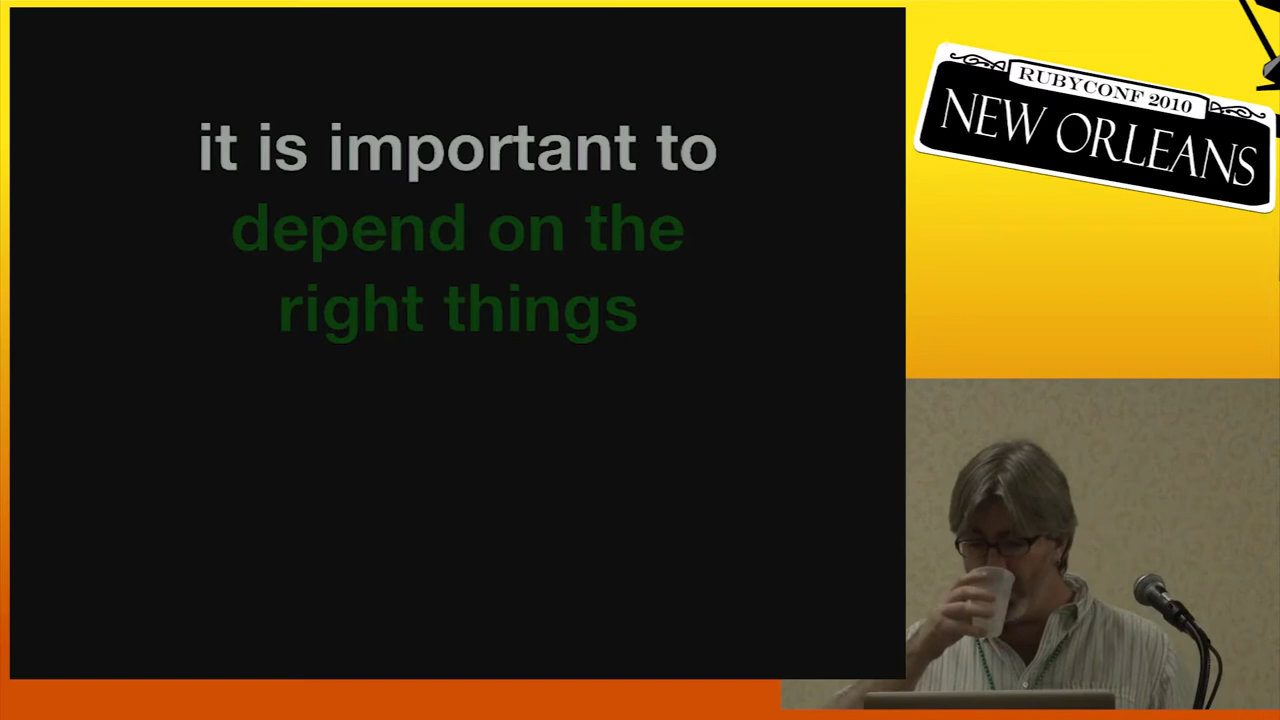 it is important to
depend on the
right things
RUBYCONF 2010
NEW ORLEANS